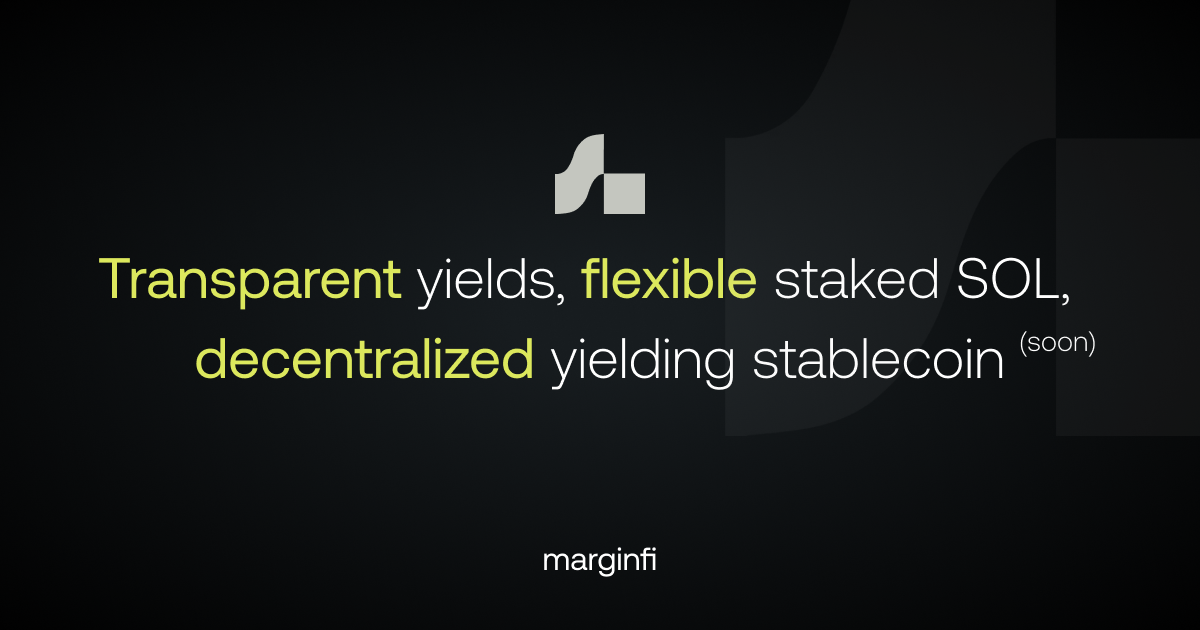 Transparent yields, flexible staked SOL,
decentralized yielding stablecoin (soon)
marginfi